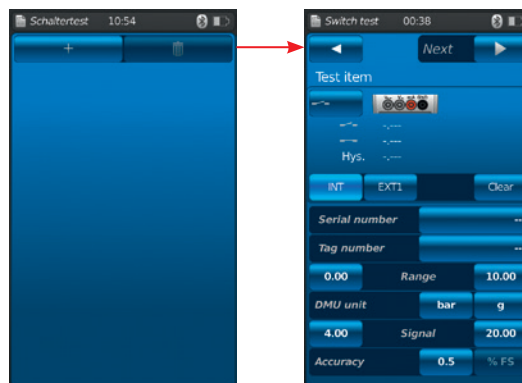 Schaltertest 10:54
+
Switch test 00:38
Next
Test item
-.---
-.---
Hys. -.---
INT EXT1 Clear
Serial number --
Tag number --
0.00 Range 10.00
DMU unit bar g
4.00 Signal 20.00
Accuracy 0.5 % FS